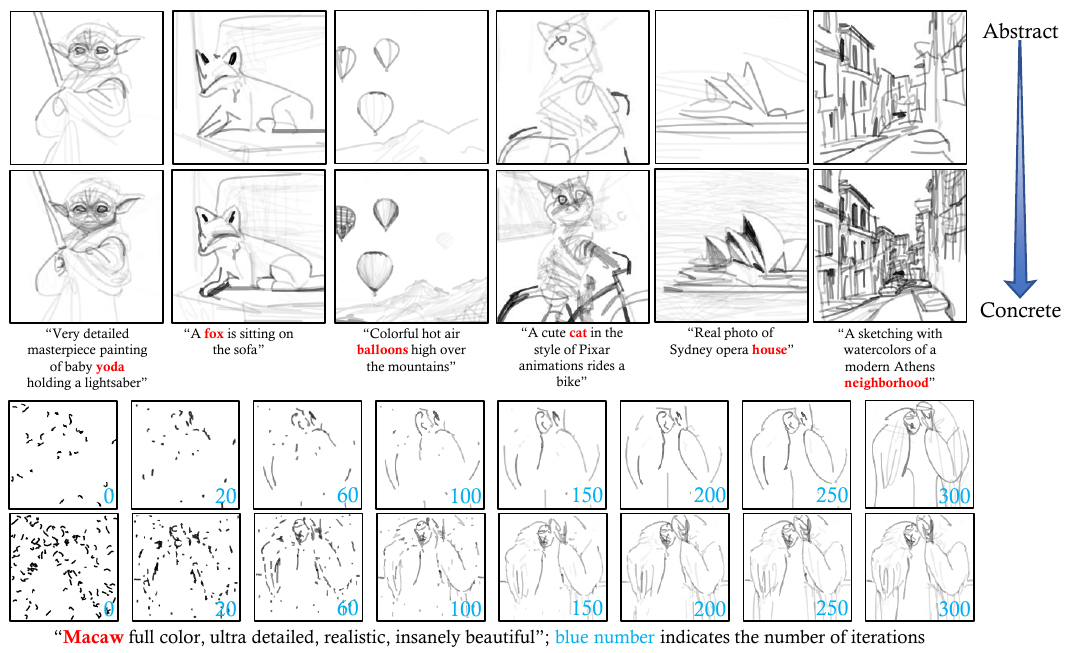 Abstract
Concrete
“Very detailed
masterpiece painting
of baby yoda
holding a lightsaber”
“A fox is sitting on
the sofa”
“Colorful hot air
balloons high over
the mountains”
“A cute cat in the
style of Pixar
animations rides a
bike”
“Real photo of
Sydney opera house”
“A sketching with
watercolors of a
modern Athens
neighborhood”
0 20 60 100 150 200 250 300
0 20 60 100 150 200 250 300
“Macaw full color, ultra detailed, realistic, insanely beautiful”; blue number indicates the number of iterations